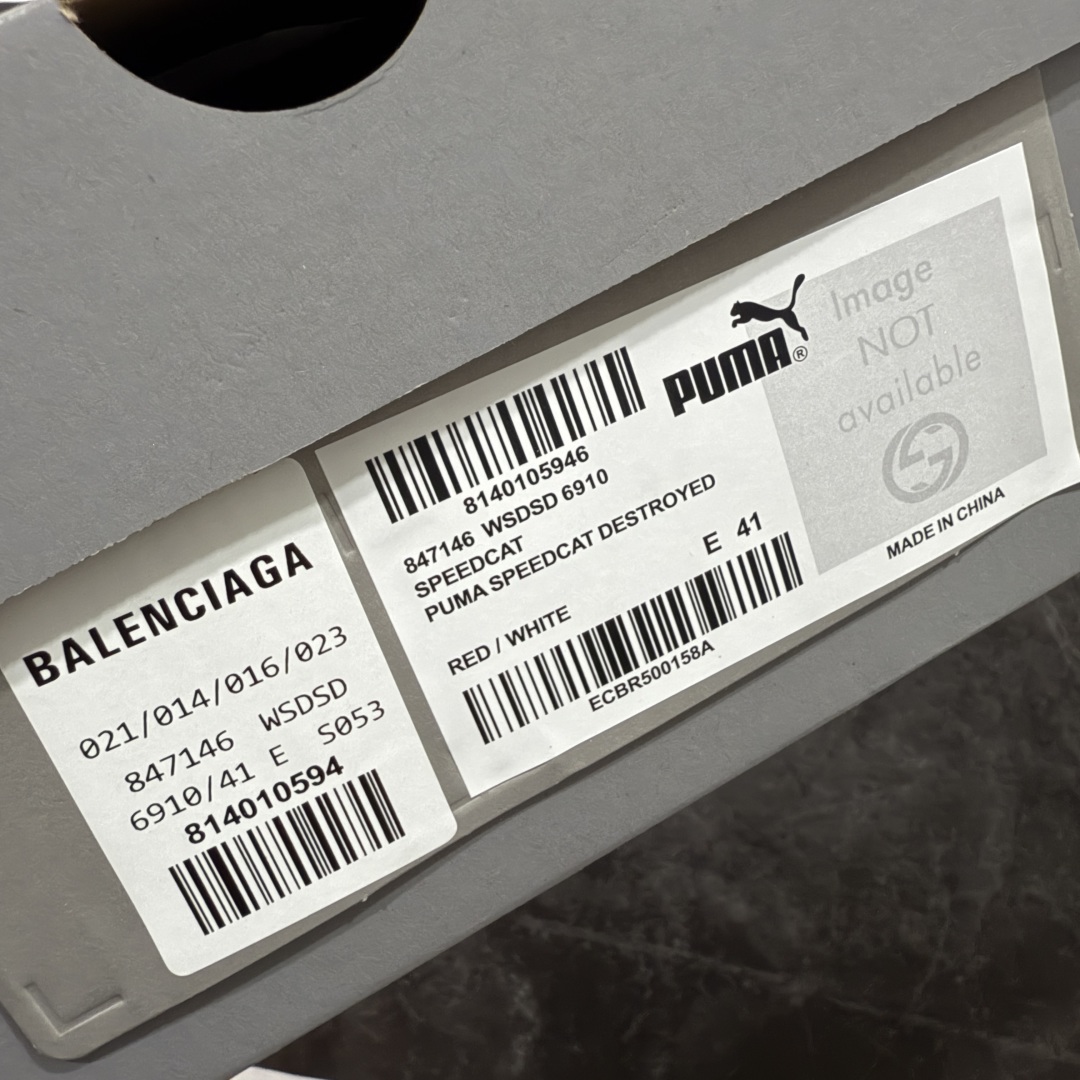 BALENCIAGA
021/014/016/023
847146 WSDSD
6910/41 E S053
814010594
PUMA®
8140105946
847146 WSDSD 6910
SPEEDCAT
PUMA SPEEDCAT DESTROYED
E 41
RED / WHITE
ECBR500158A
Image
NOT
available
MADE IN CHINA